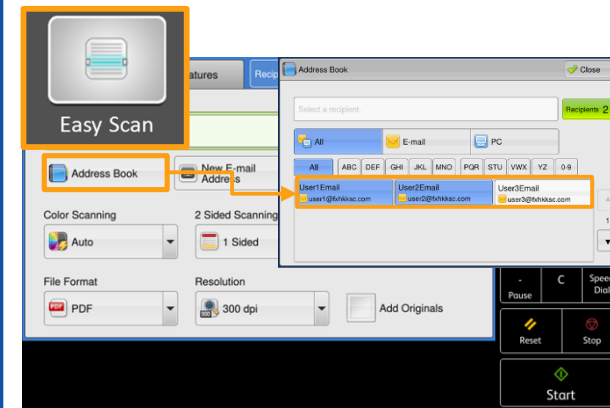 Easy Scan
atures
Recip
Address Book
New E-mail
Address
Color Scanning
2 Sided Scanning
Auto
1 Sided
File Format
Resolution
PDF
300 dpi
Add Originals
Address Book
Close
Select a recipient.
Recipients 2
All
E-mail
PC
All
ABC
DEF
GHI
JKL
MNO
PQR
STU
VWX
YZ
0-9
User1Email
user1@fxhkksc.com
User2Email
user2@fxhkksc.com
User3Email
user3@fxhkksc.com
1
-
Pause
C
Speed
Dial
Reset
Stop
Start